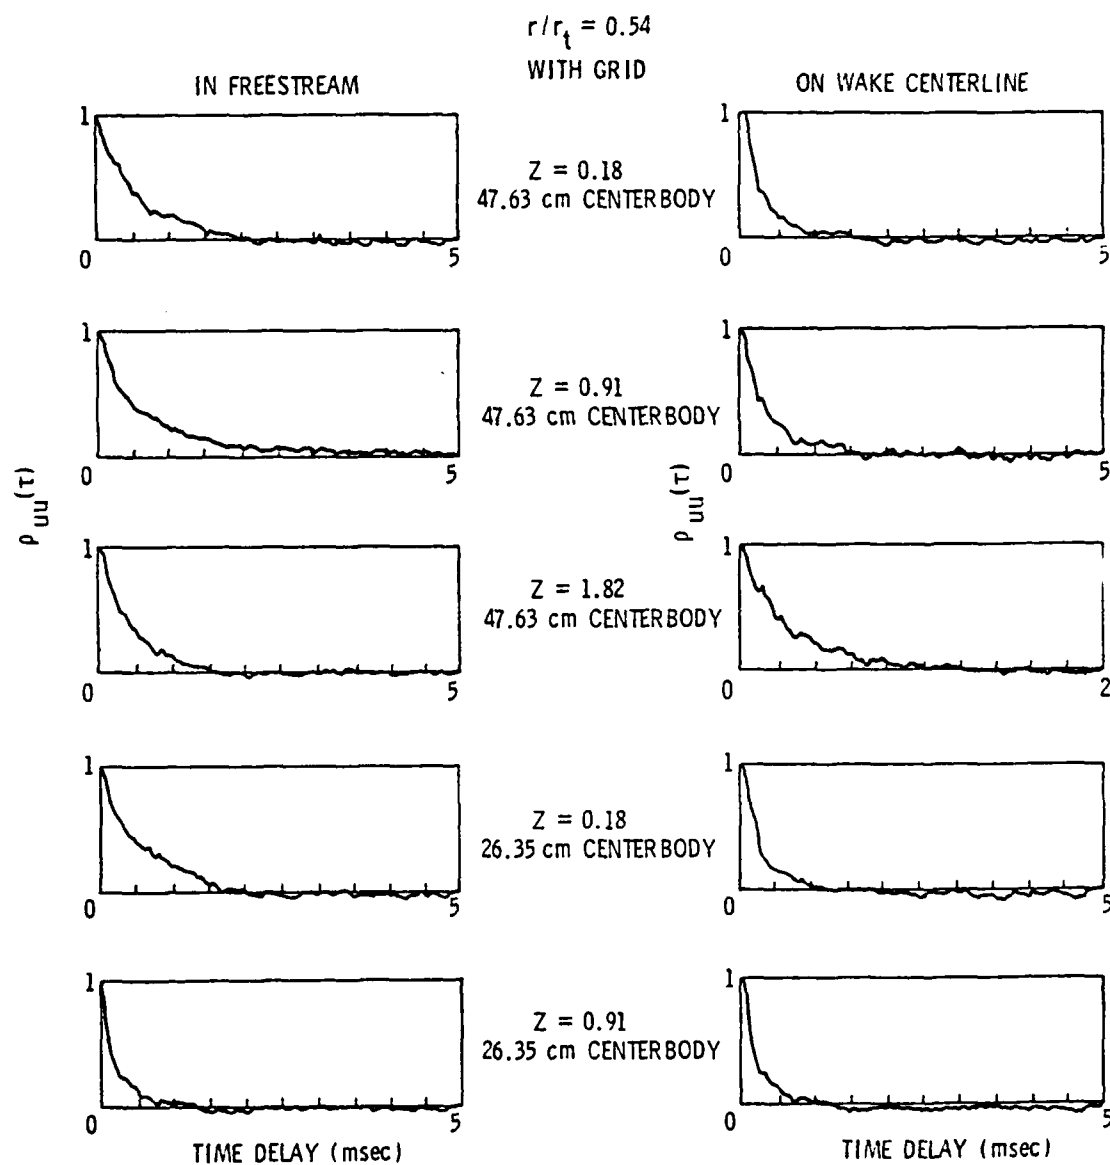 r/r_t = 0.54
WITH GRID
IN FREESTREAM
ON WAKE CENTERLINE
1
0
5
Z = 0.18
47.63 cm CENTERBODY
1
0
5
1
0
5
Z = 0.91
47.63 cm CENTERBODY
1
0
5
ρ_uu(τ)
ρ_uu(τ)
1
0
5
Z = 1.82
47.63 cm CENTERBODY
1
0
2
1
0
5
Z = 0.18
26.35 cm CENTERBODY
1
0
5
1
0
5
Z = 0.91
26.35 cm CENTERBODY
1
0
5
TIME DELAY (msec)
TIME DELAY (msec)